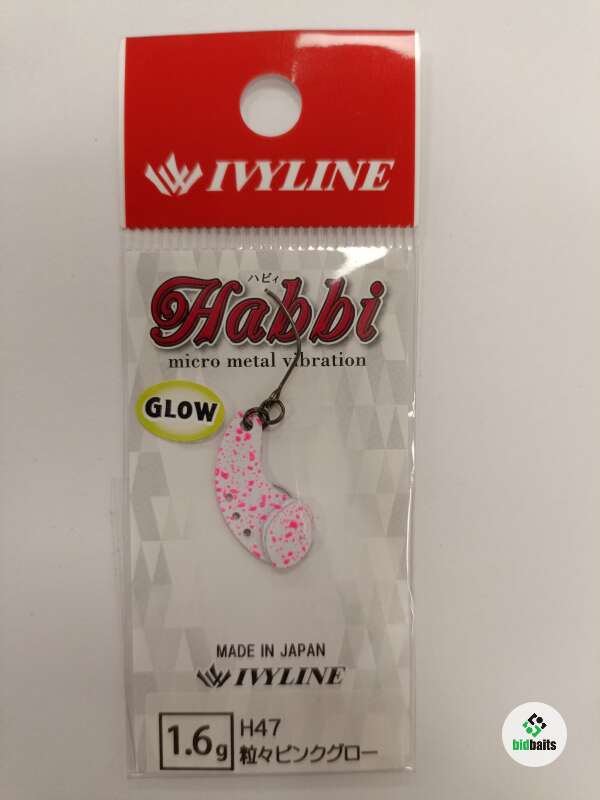 IVYLINE
ハビィ
Habbi
micro metal vibration
GLOW
MADE IN JAPAN
IVYLINE
1.6g
H47
粒々ピンクグロー
bidbaits